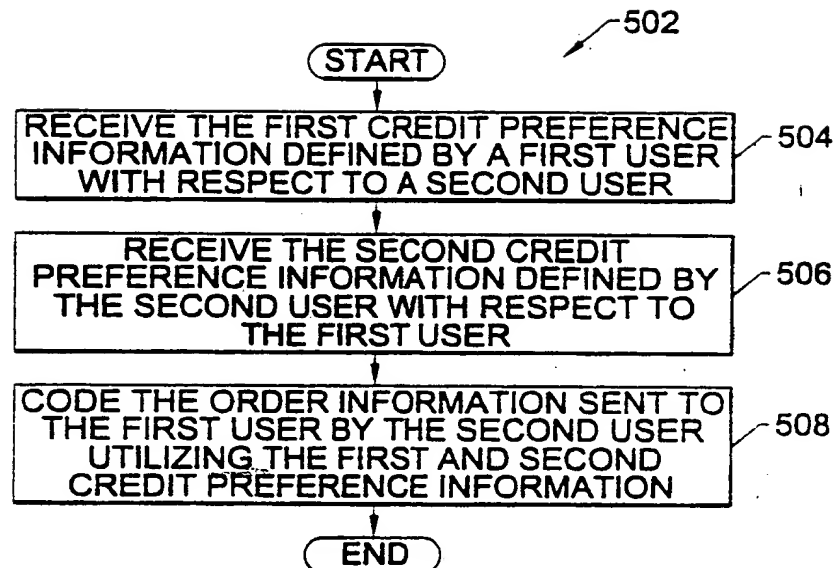 502
START
RECEIVE THE FIRST CREDIT PREFERENCE
INFORMATION DEFINED BY A FIRST USER
WITH RESPECT TO A SECOND USER
504
RECEIVE THE SECOND CREDIT
PREFERENCE INFORMATION DEFINED BY
THE SECOND USER WITH RESPECT TO
THE FIRST USER
506
CODE THE ORDER INFORMATION SENT TO
THE FIRST USER BY THE SECOND USER
UTILIZING THE FIRST AND SECOND
CREDIT PREFERENCE INFORMATION
508
END